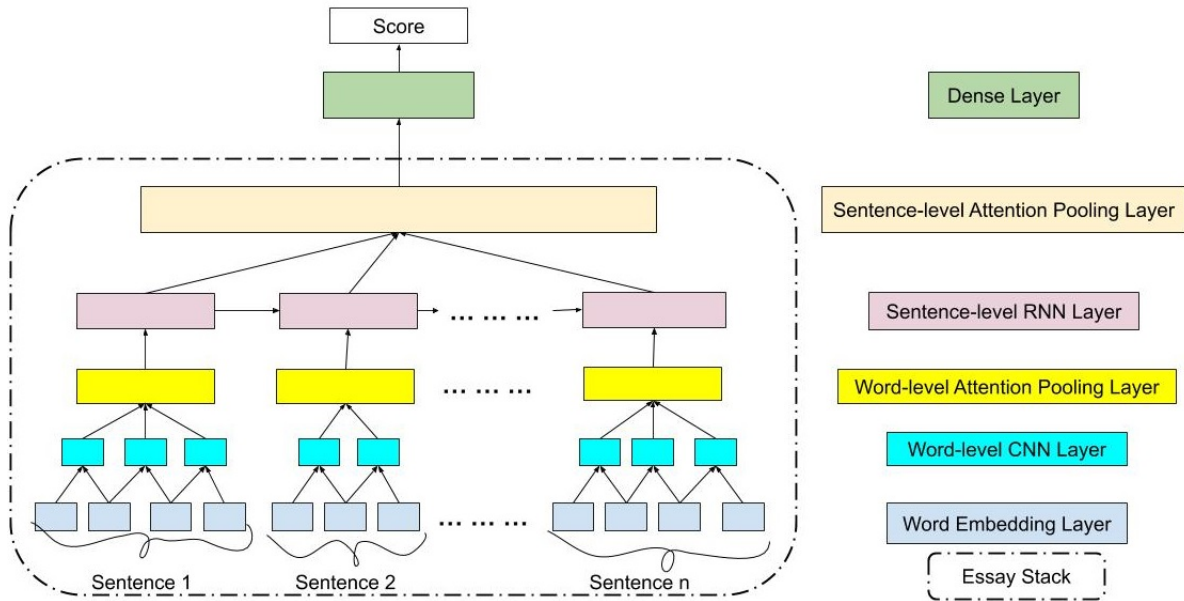 Score
Dense Layer
Sentence-level Attention Pooling Layer
... ... ...
Sentence-level RNN Layer
... ... ...
Word-level Attention Pooling Layer
Word-level CNN Layer
... ... ...
Word Embedding Layer
Sentence 1
Sentence 2
Sentence n
Essay Stack